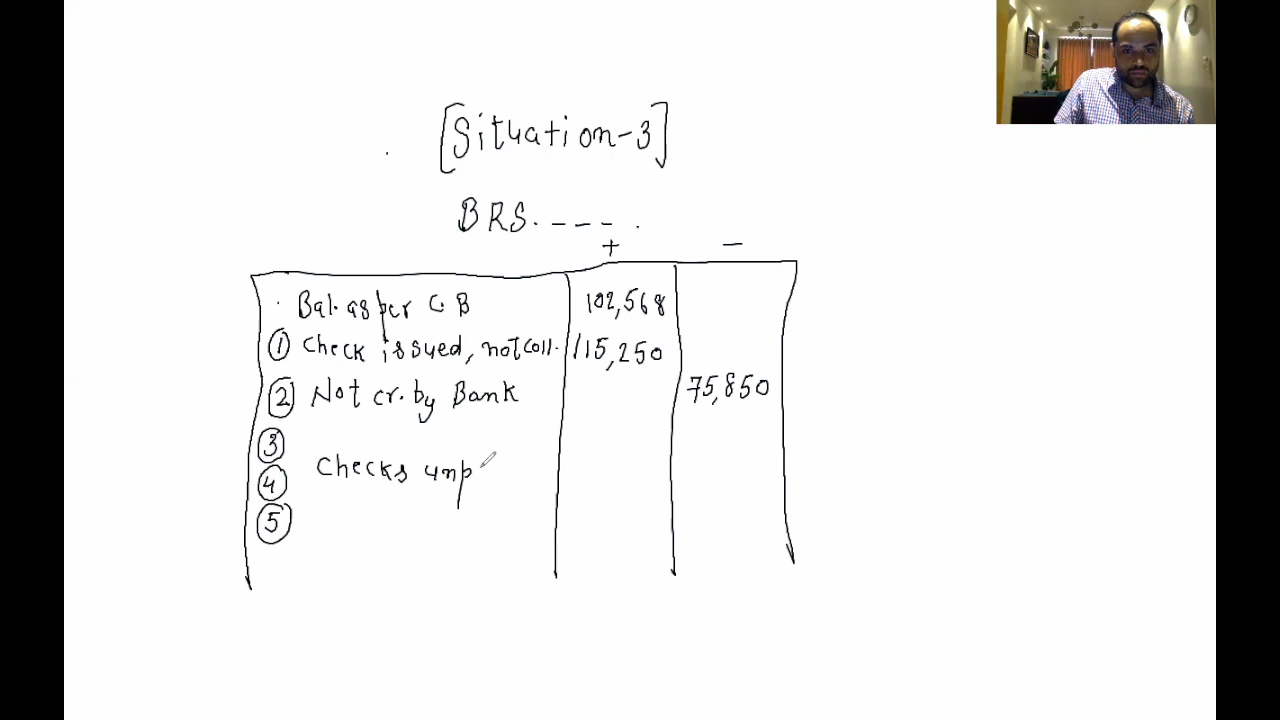 [Situation-3]
BRS. - - - .
+ -
Bal. as per C.B 102,568
① Check issued, not coll. 115,250
② Not cr. by Bank 75,850
③
④ Checks unp
⑤